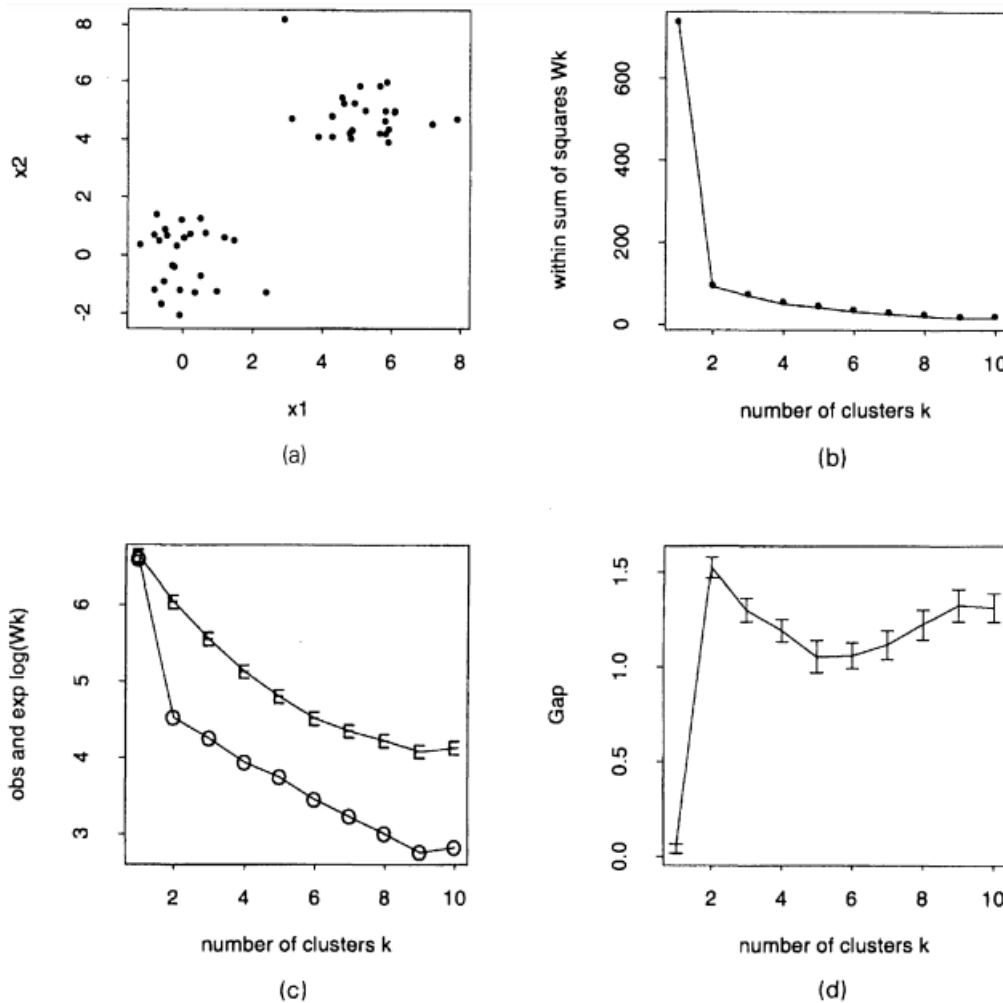 8
6
4
2
0
-2
x2
0 2 4 6 8
x1
(a)
600
400
200
0
within sum of squares Wk
2 4 6 8 10
number of clusters k
(b)
6
5
4
3
obs and exp log(Wk)
E
E
E
E
E
E
E
E
E
E
O
O
O
O
O
O
O
O
O
O
2 4 6 8 10
number of clusters k
(c)
1.5
1.0
0.5
0.0
Gap
2 4 6 8 10
number of clusters k
(d)